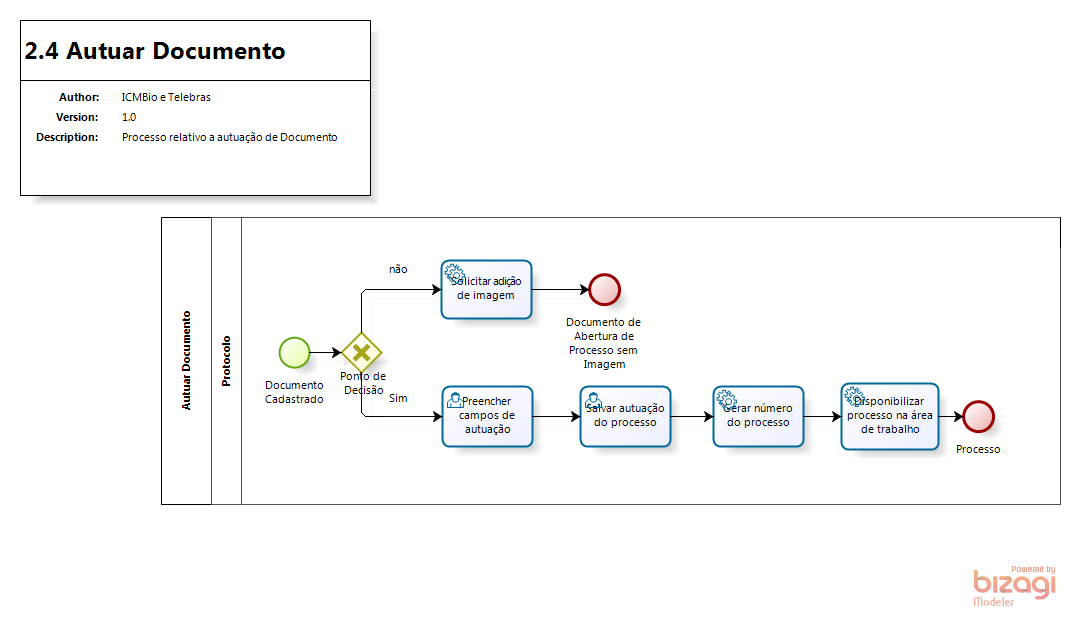 2.4 Autuar Documento
Author: ICMBio e Telebras
Version: 1.0
Description: Processo relativo a autuação de Documento
Autuar Documento
Protocolo
Documento
Cadastrado
Ponto de
Decisão
não
Solicitar adição
de imagem
Documento de
Abertura de
Processo sem
Imagem
Sim
Preencher
campos de
autuação
Salvar autuação
do processo
Gerar número
do processo
Disponibilizar
processo na área
de trabalho
Processo
Powered by
bizagi
Modeler